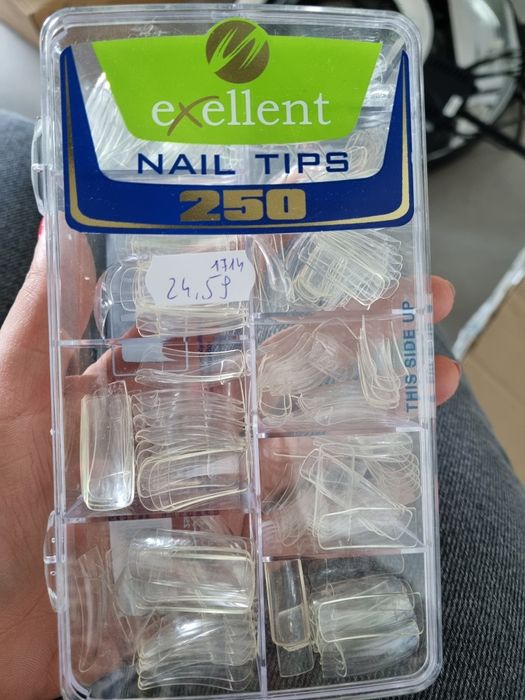 exellent
NAIL TIPS
250
1714
24,59
THIS SIDE UP